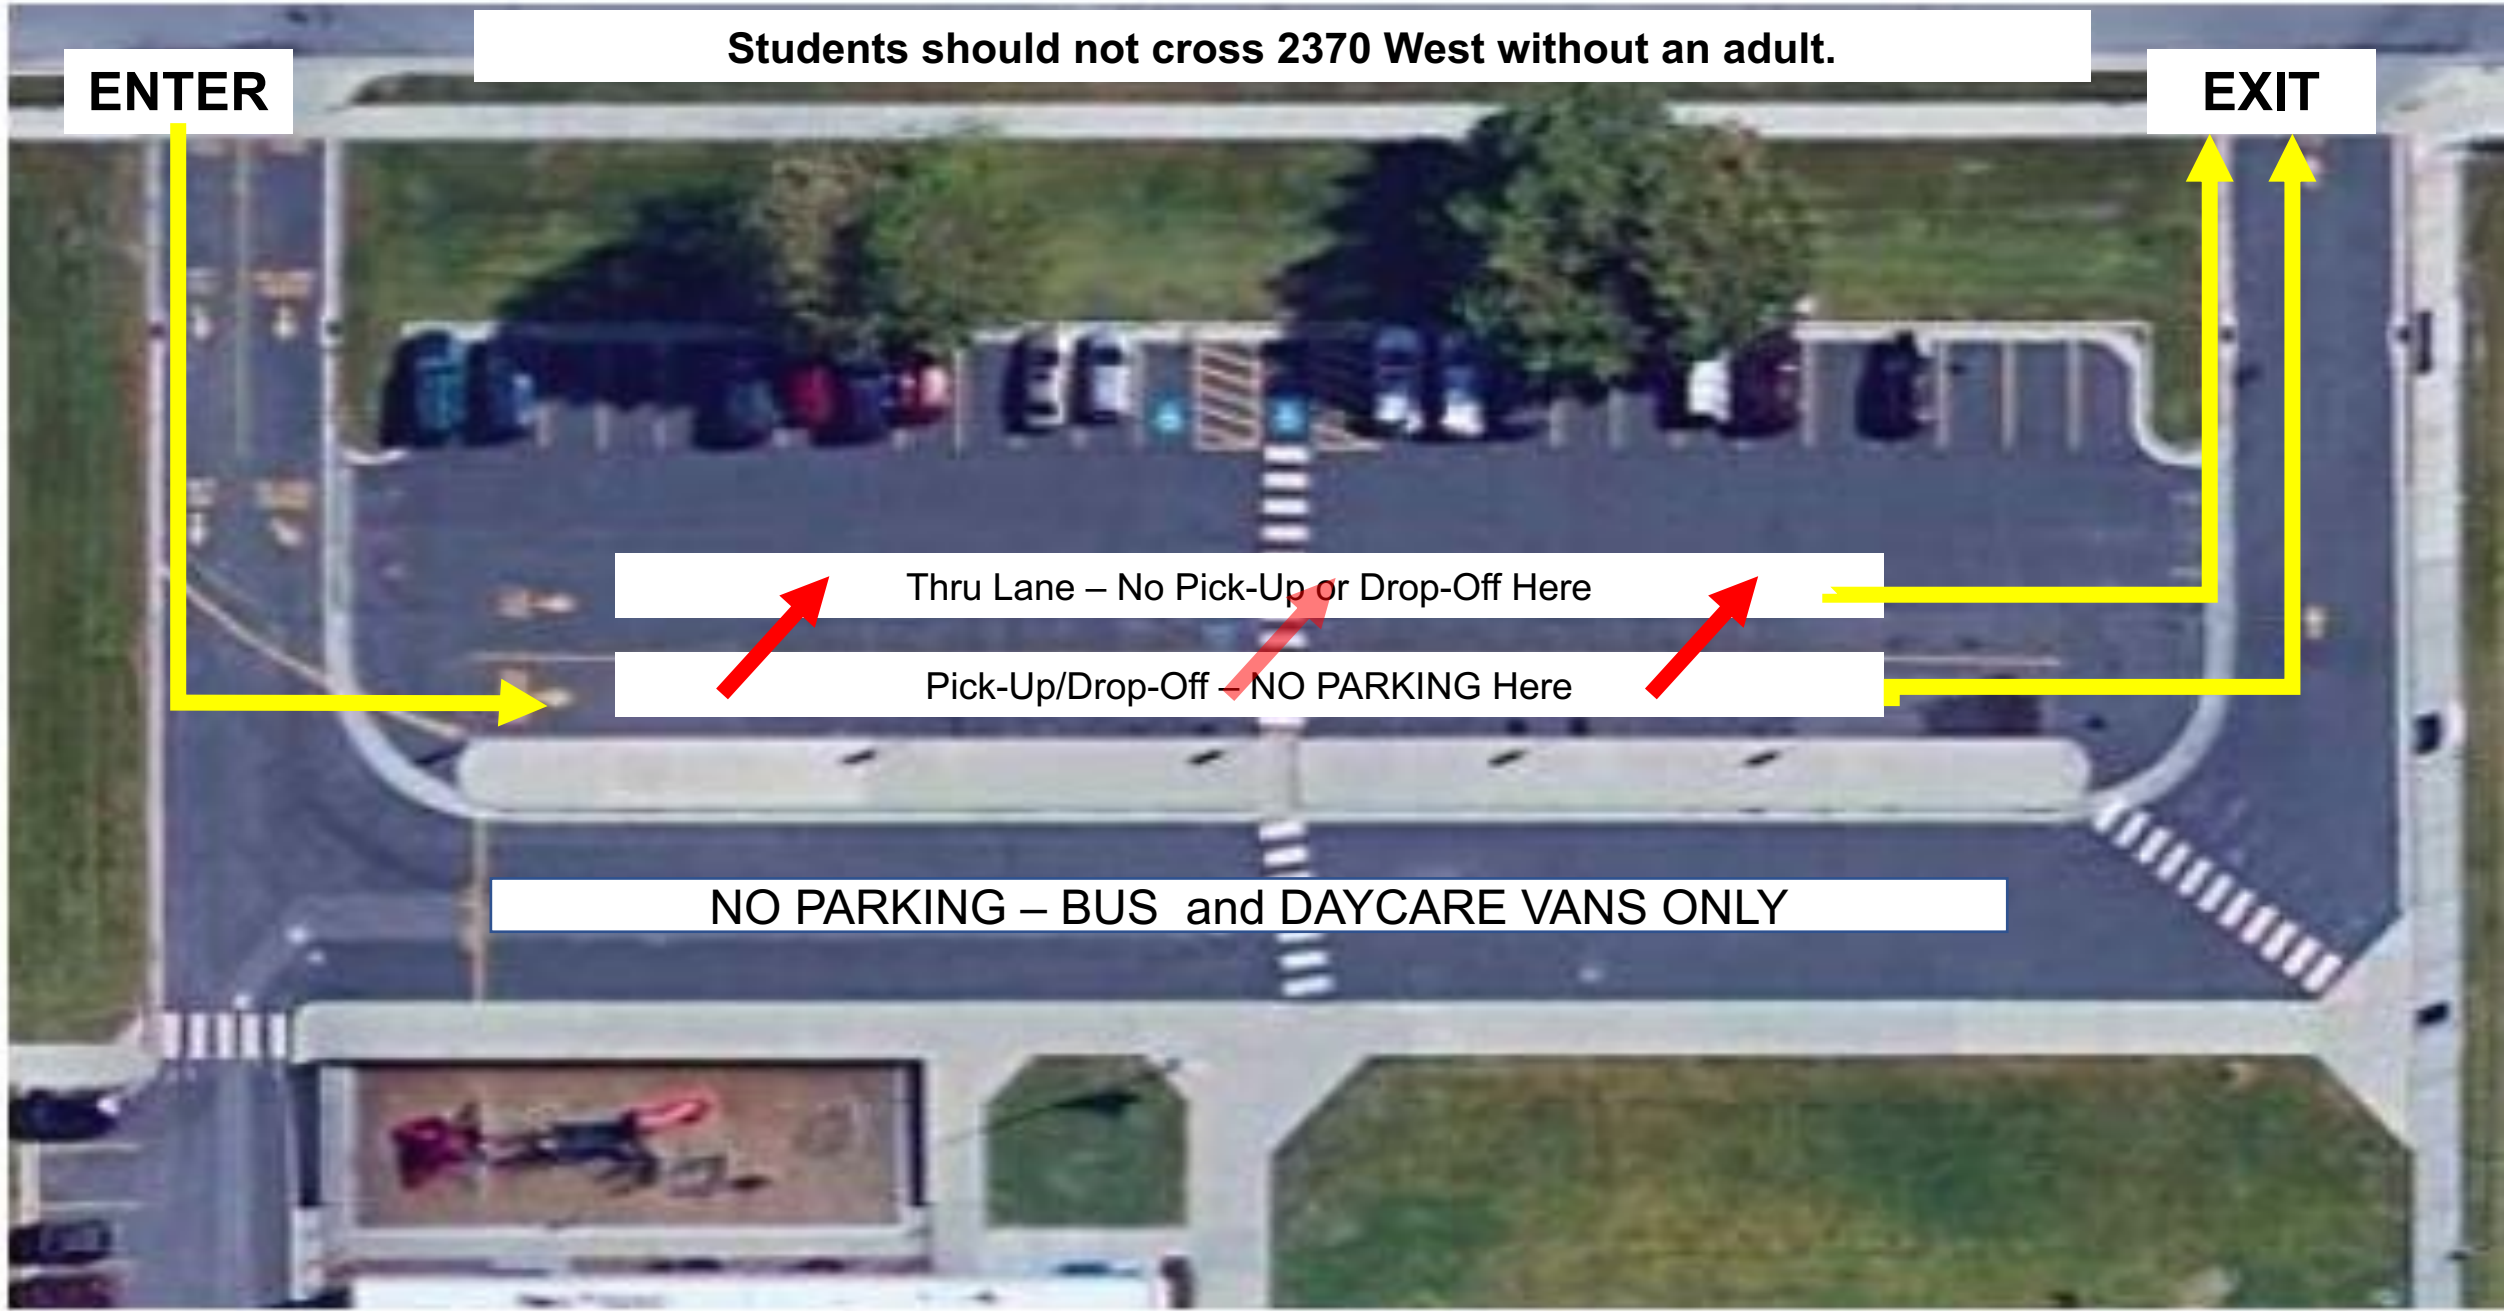 Students should not cross 2370 West without an adult.
ENTER
EXIT
Thru Lane – No Pick-Up or Drop-Off Here
Pick-Up/Drop-Off – NO PARKING Here
NO PARKING – BUS  and DAYCARE VANS ONLY